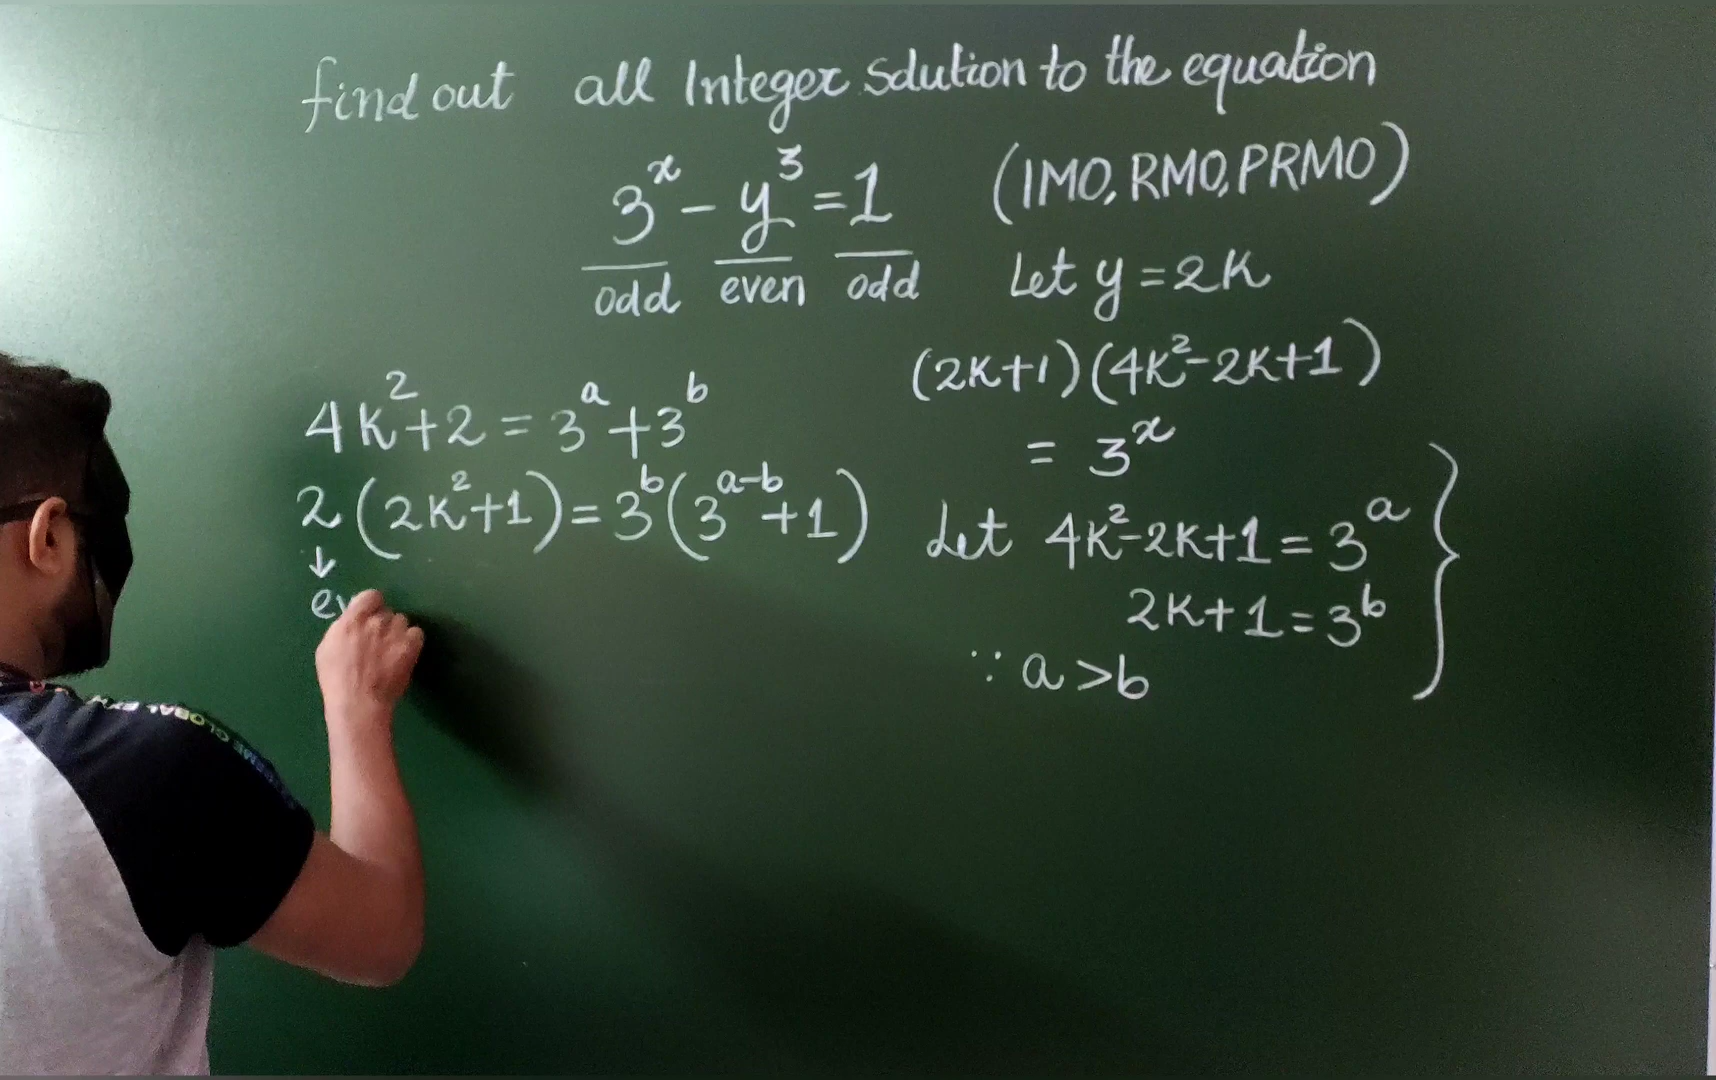 find out all Integer Solution to the equation
3^x - y^3 = 1 (IMO, RMO, PRMO)
odd even odd Let y = 2K
(2K+1)(4K^2-2K+1)
= 3^x
Let 4K^2-2K+1 = 3^a
2K+1 = 3^b
∵ a > b
4K^2+2 = 3^a+3^b
2(2K^2+1) = 3^b(3^{a-b}+1)
↓
GLOBAL